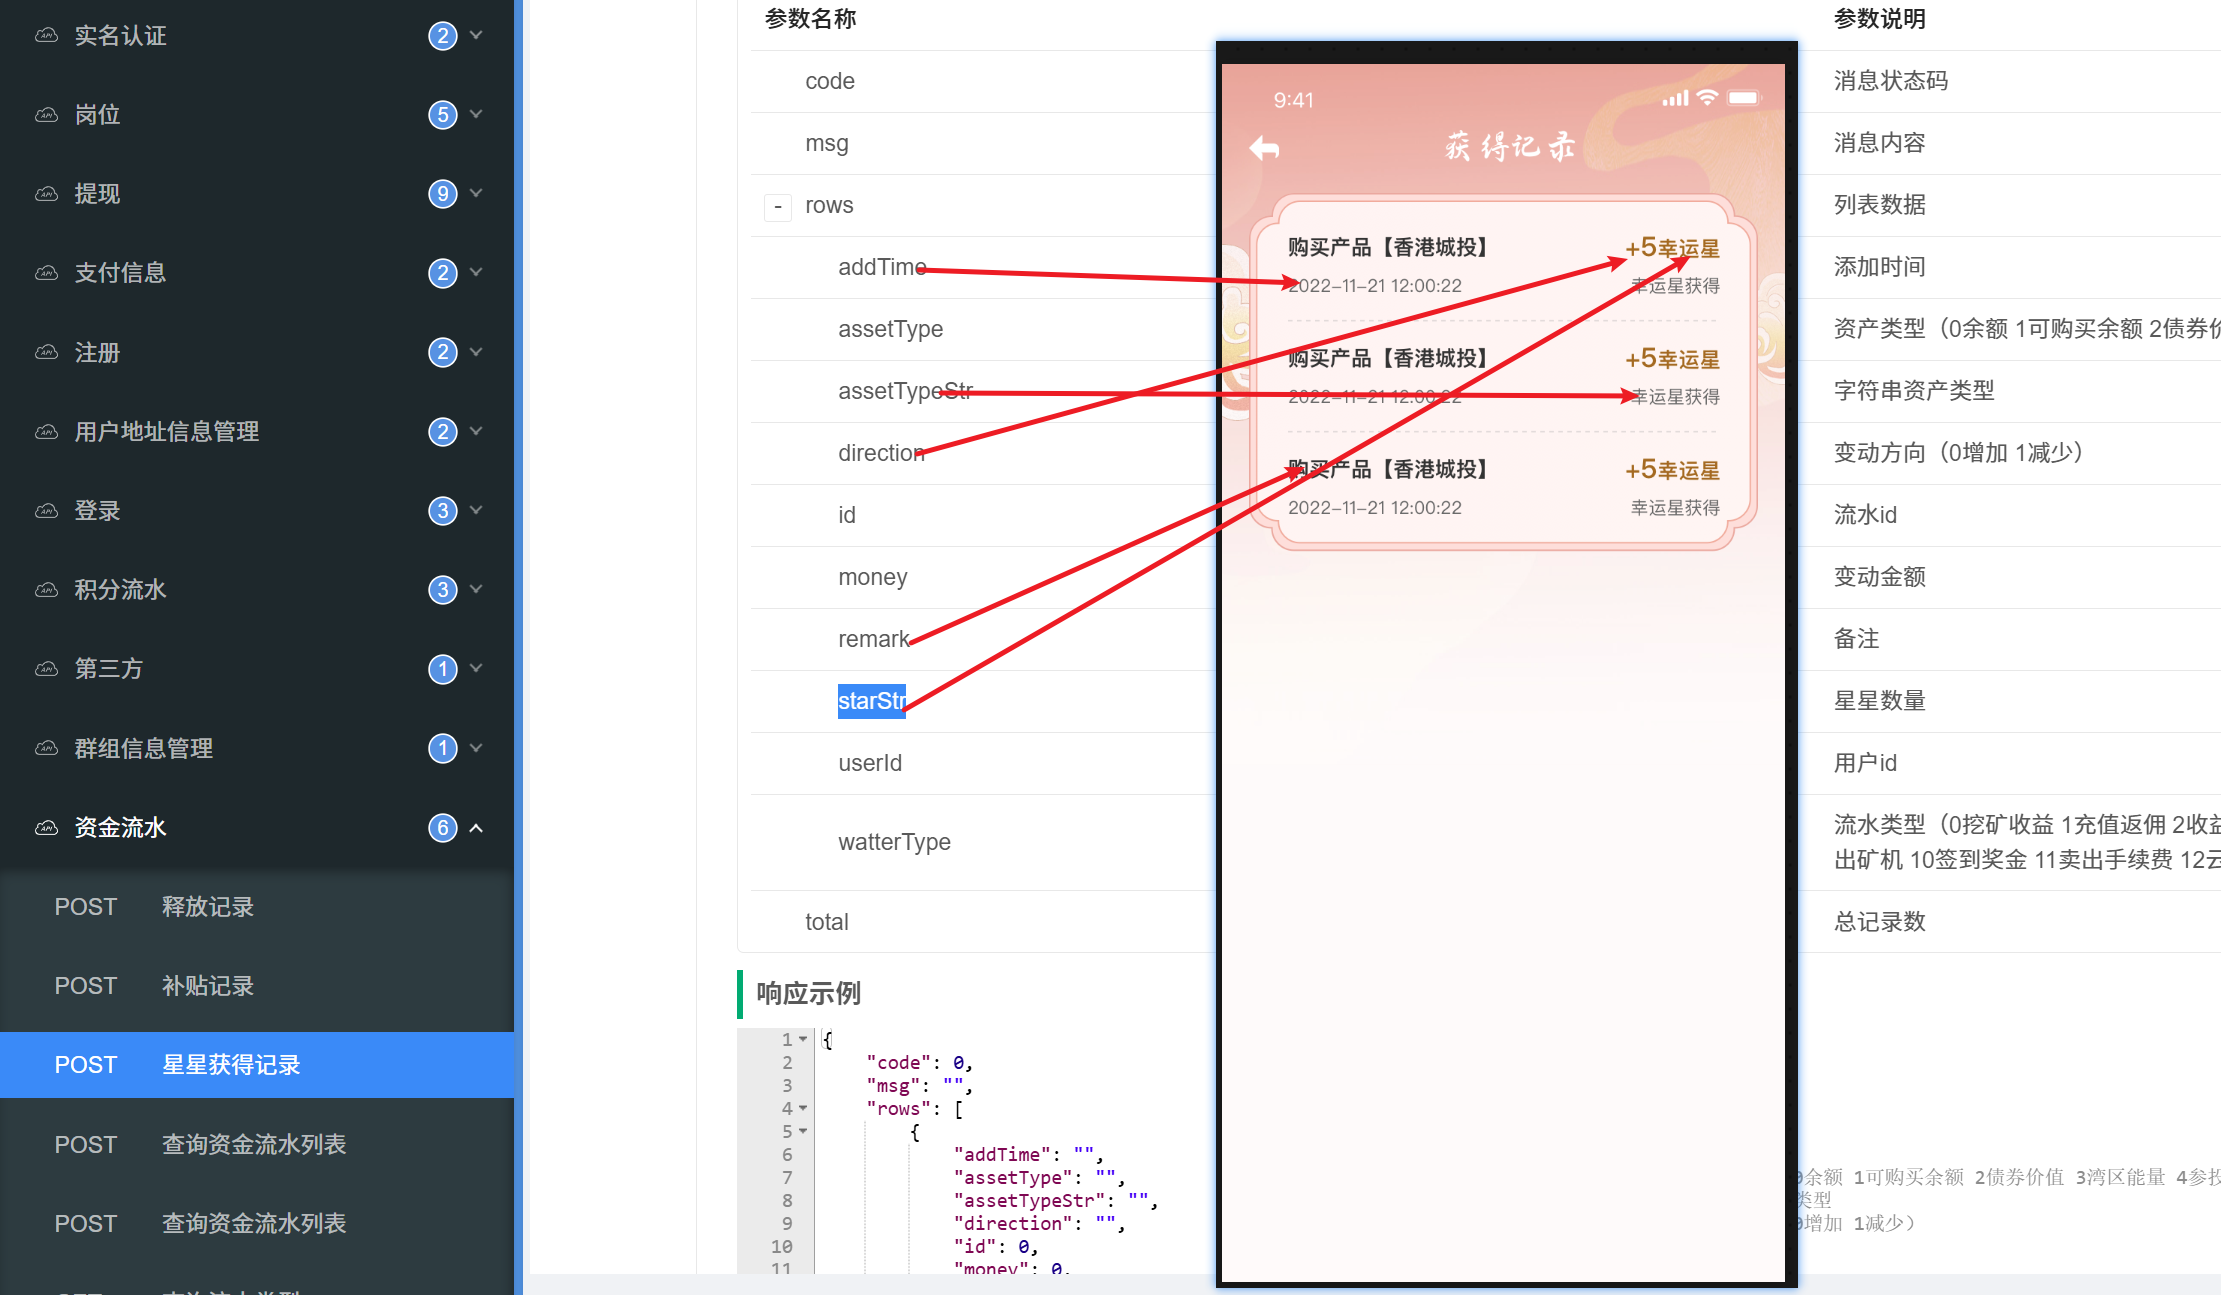 实名认证 2
岗位 5
提现 9
支付信息 2
注册 2
用户地址信息管理 2
登录 3
积分流水 3
第三方 1
群组信息管理 1
资金流水 6
POST 释放记录
POST 补贴记录
POST 星星获得记录
POST 查询资金流水列表
POST 查询资金流水列表
参数名称 参数说明
code 消息状态码
msg 消息内容
- rows 列表数据
addTime 添加时间
assetType 资产类型（0余额 1可购买余额 2债券价
assetTypeStr 字符串资产类型
direction 变动方向（0增加 1减少）
id 流水id
money 变动金额
remark 备注
starStr 星星数量
userId 用户id
watterType 流水类型（0挖矿收益 1充值返佣 2收益
出矿机 10签到奖金 11卖出手续费 12云
total 总记录数
9:41
获得记录
购买产品【香港城投】 +5幸运星
2022-11-21 12:00:22 幸运星获得
购买产品【香港城投】 +5幸运星
2022-11-21 12:00:22 幸运星获得
购买产品【香港城投】 +5幸运星
2022-11-21 12:00:22 幸运星获得
响应示例
1 {
2 "code": 0,
3 "msg": "",
4 "rows": [
5 {
6 "addTime": "",
7 "assetType": "", 0余额 1可购买余额 2债券价值 3湾区能量 4参投
8 "assetTypeStr": "", 类型
9 "direction": "", 0增加 1减少）
10 "id": 0,
11 "money": 0,